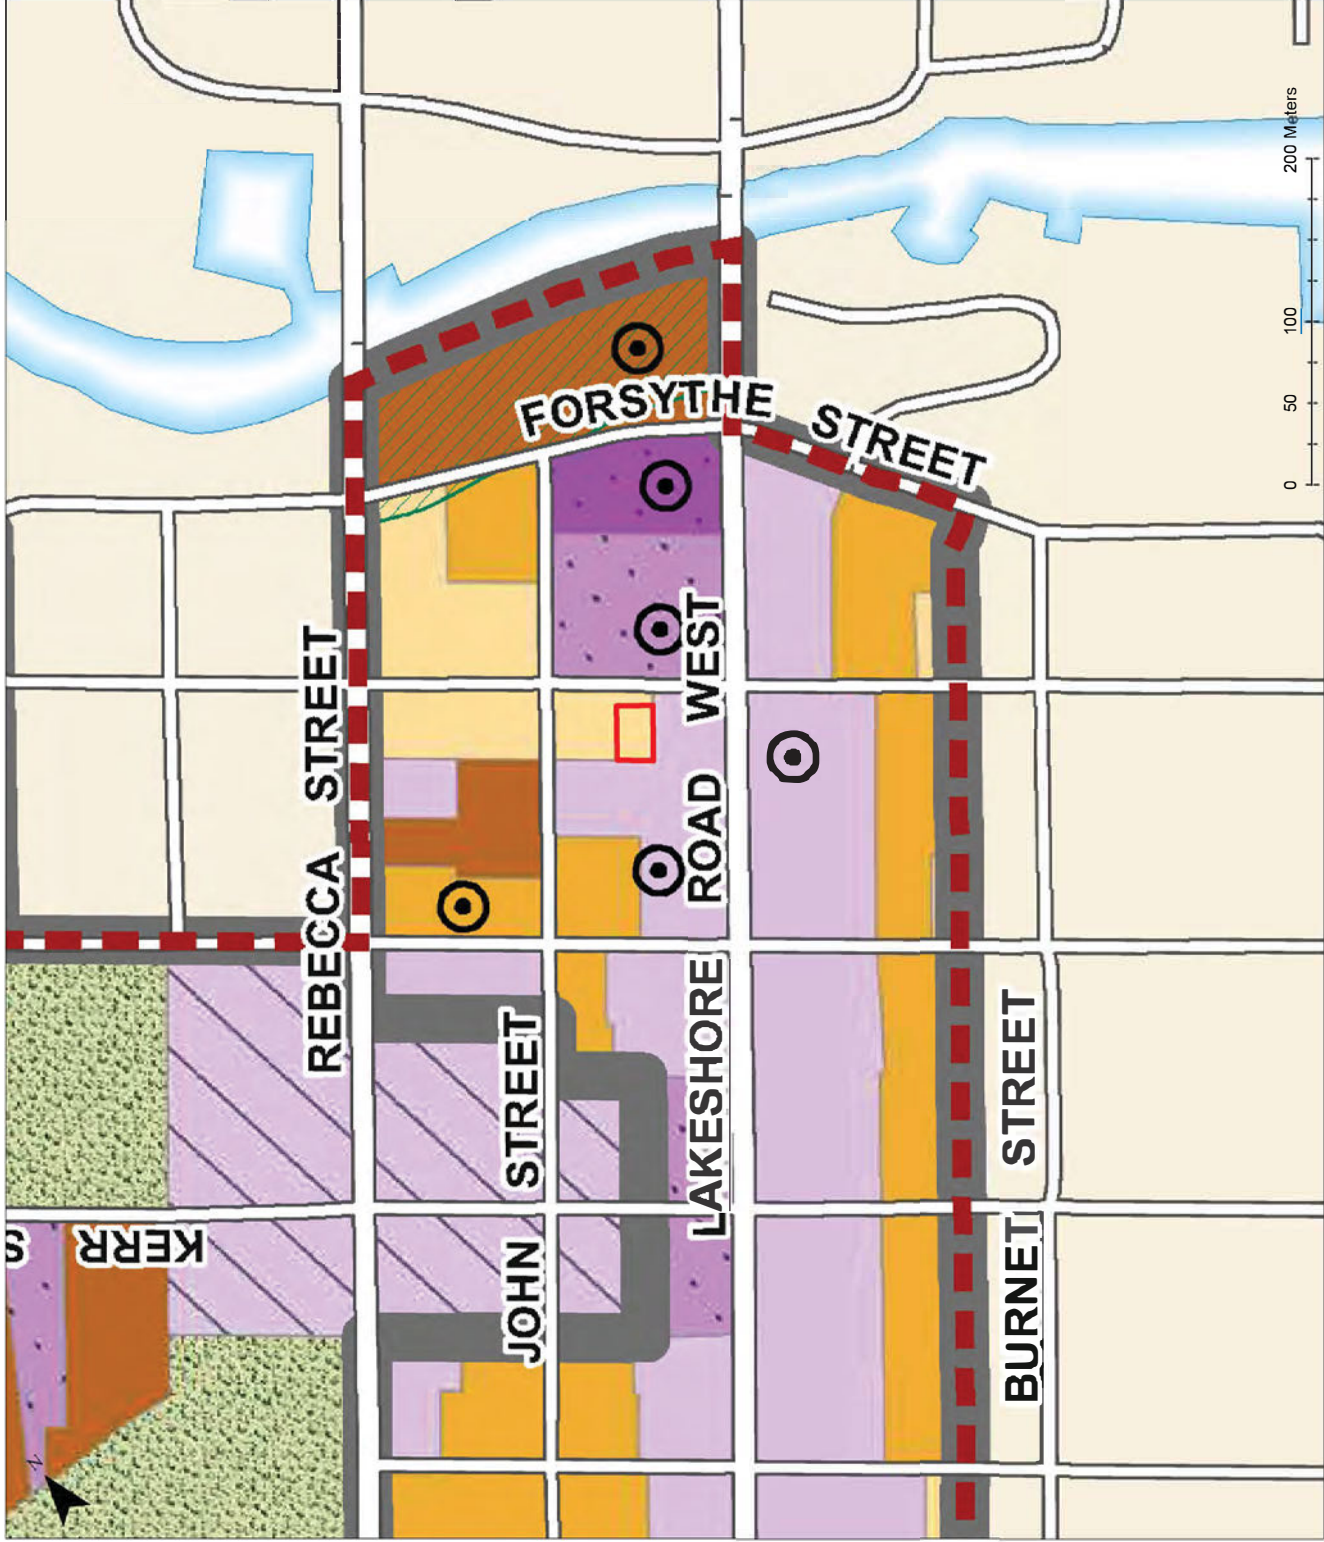 FORSYTHE STREET
REBECCA STREET
LAKESHORE ROAD WEST
JOHN STREET
BURNET STREET
KERR S
N
0 50 100 200 Meters